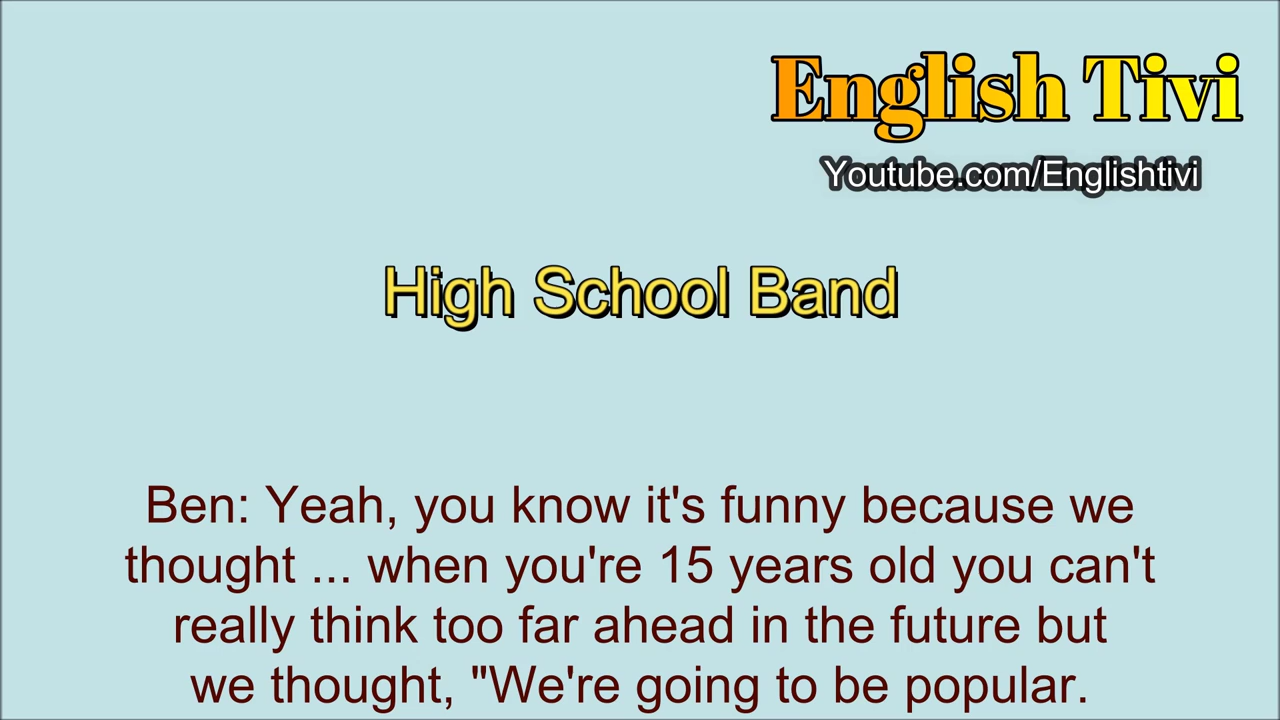 English Tivi
Youtube.com/Englishtivi
High School Band
Ben: Yeah, you know it's funny because we
thought ... when you're 15 years old you can't
really think too far ahead in the future but
we thought, "We're going to be popular.